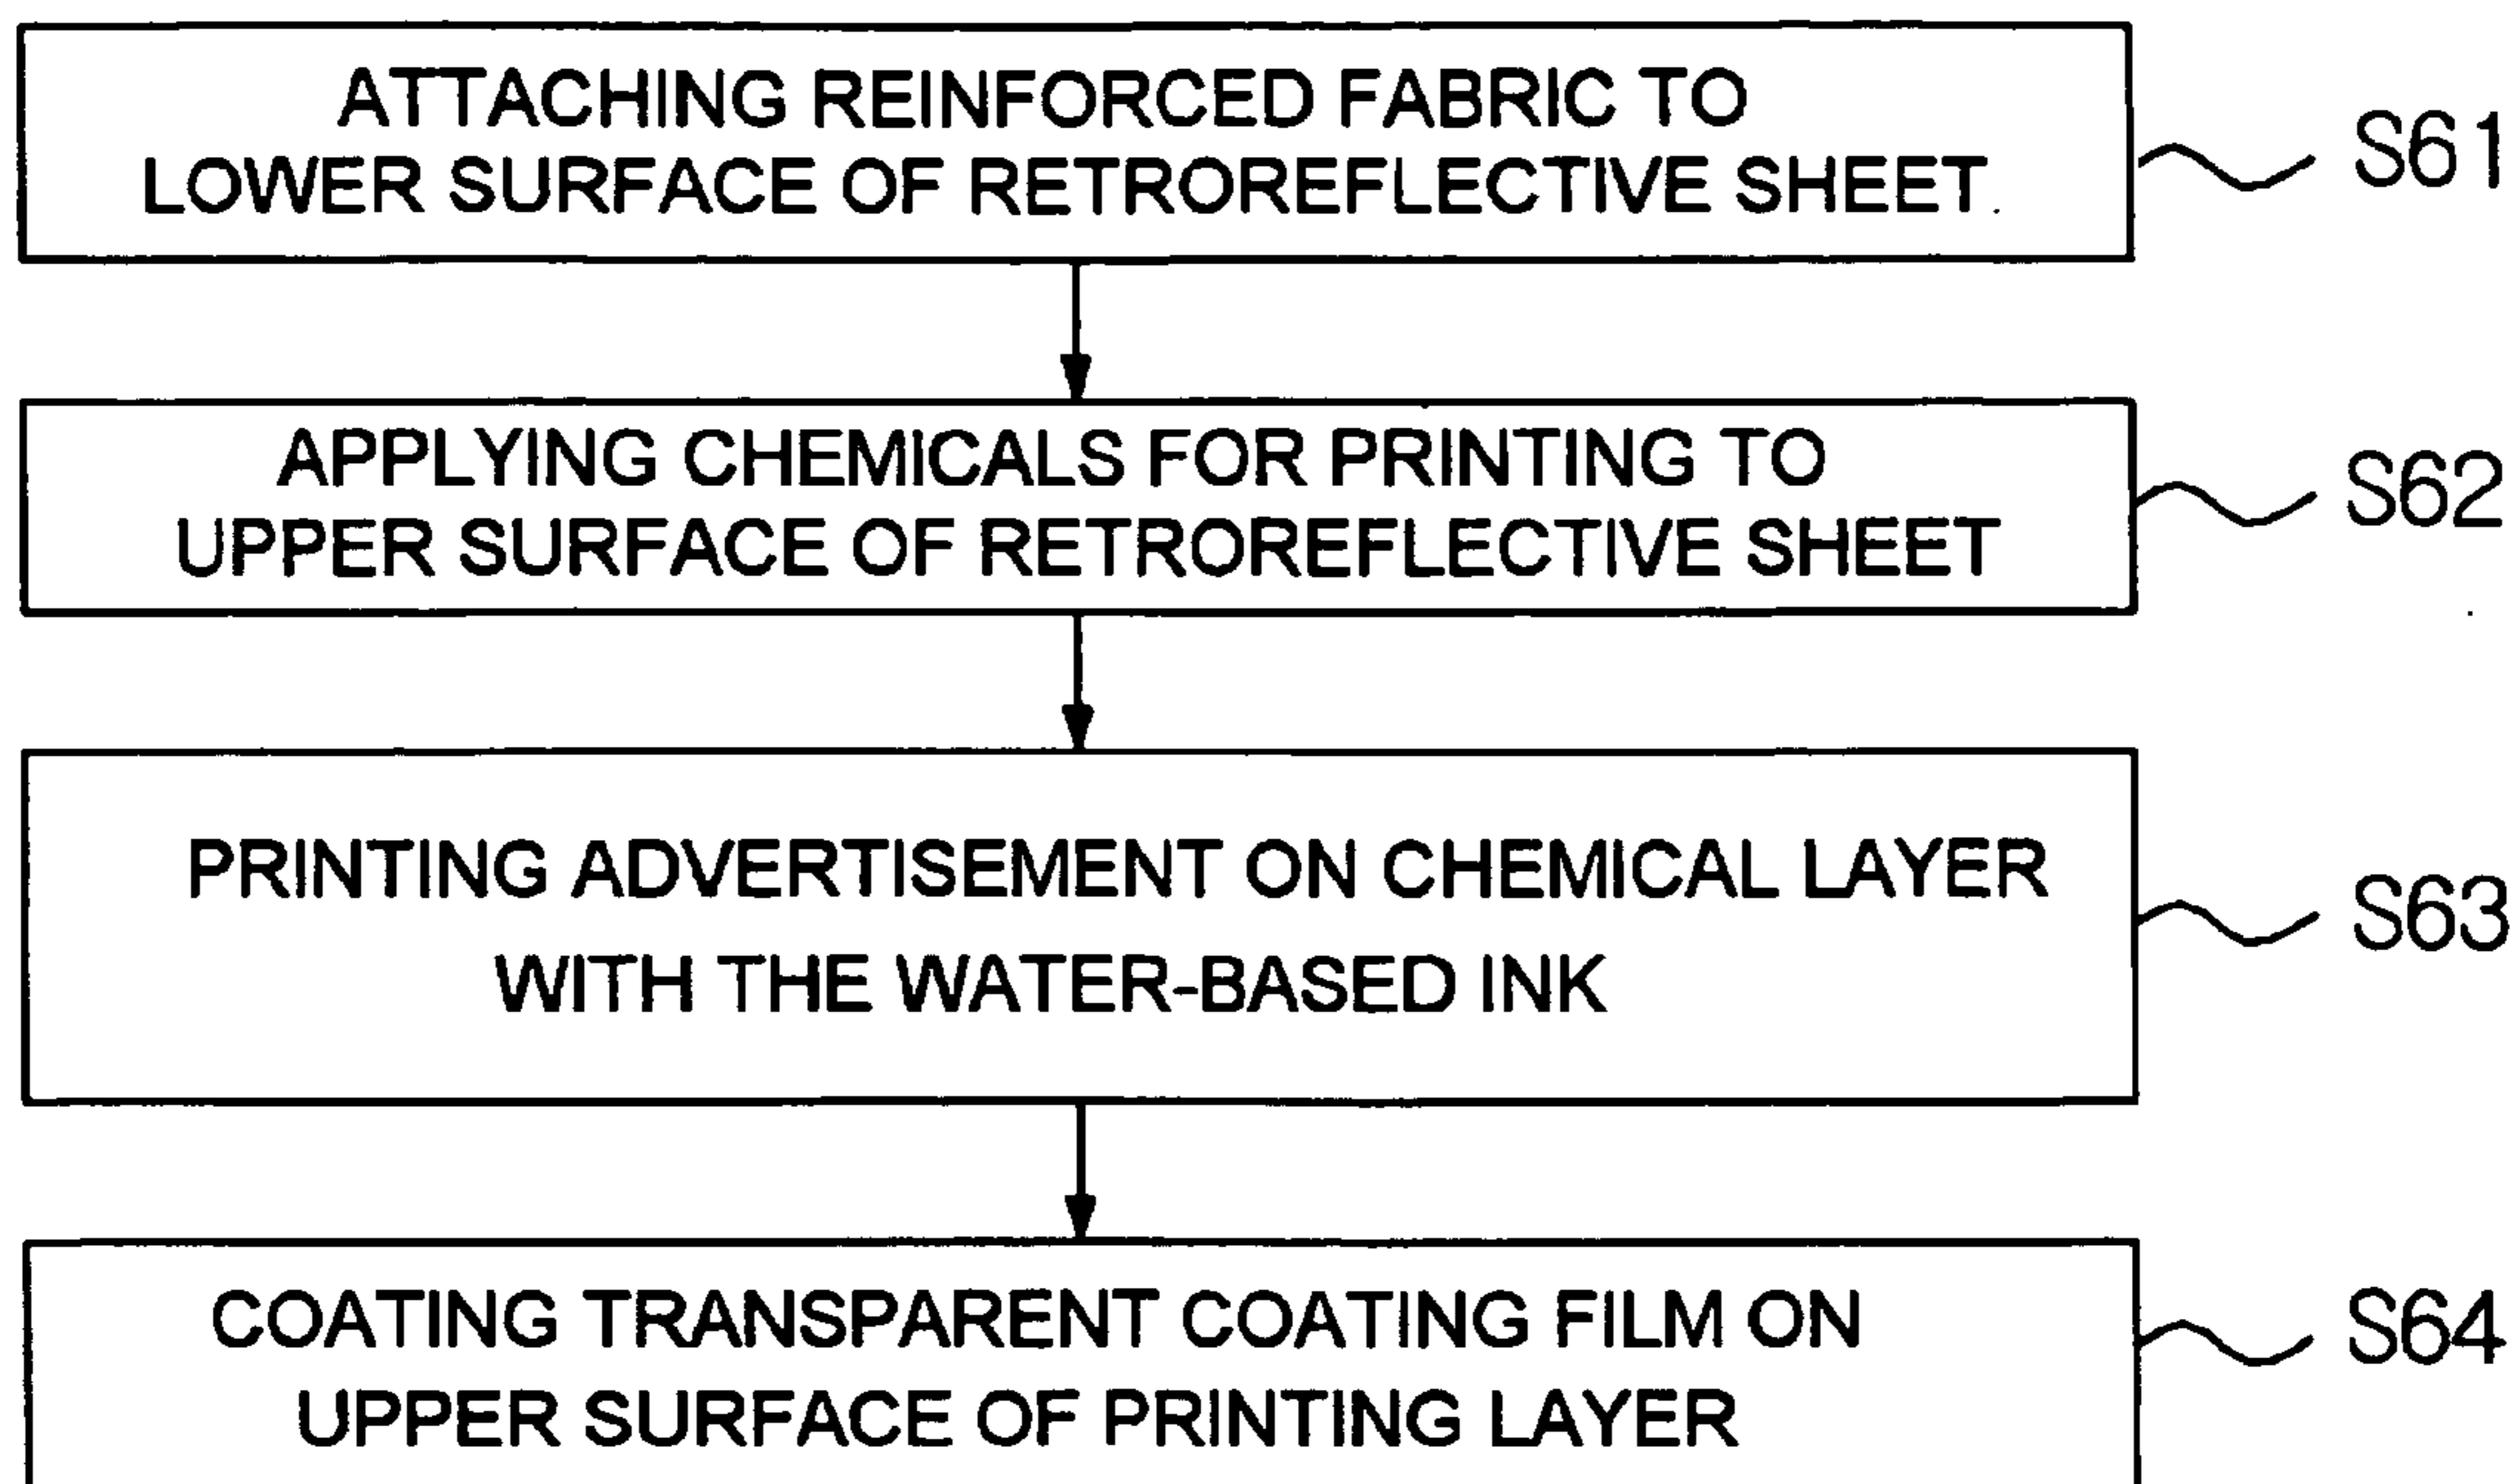 ATTACHING REINFORCED FABRIC TO
LOWER SURFACE OF RETROREFLECTIVE SHEET
S61
APPLYING CHEMICALS FOR PRINTING TO
UPPER SURFACE OF RETROREFLECTIVE SHEET
S62
PRINTING ADVERTISEMENT ON CHEMICAL LAYER
WITH THE WATER-BASED INK
S63
COATING TRANSPARENT COATING FILM ON
UPPER SURFACE OF PRINTING LAYER
S64